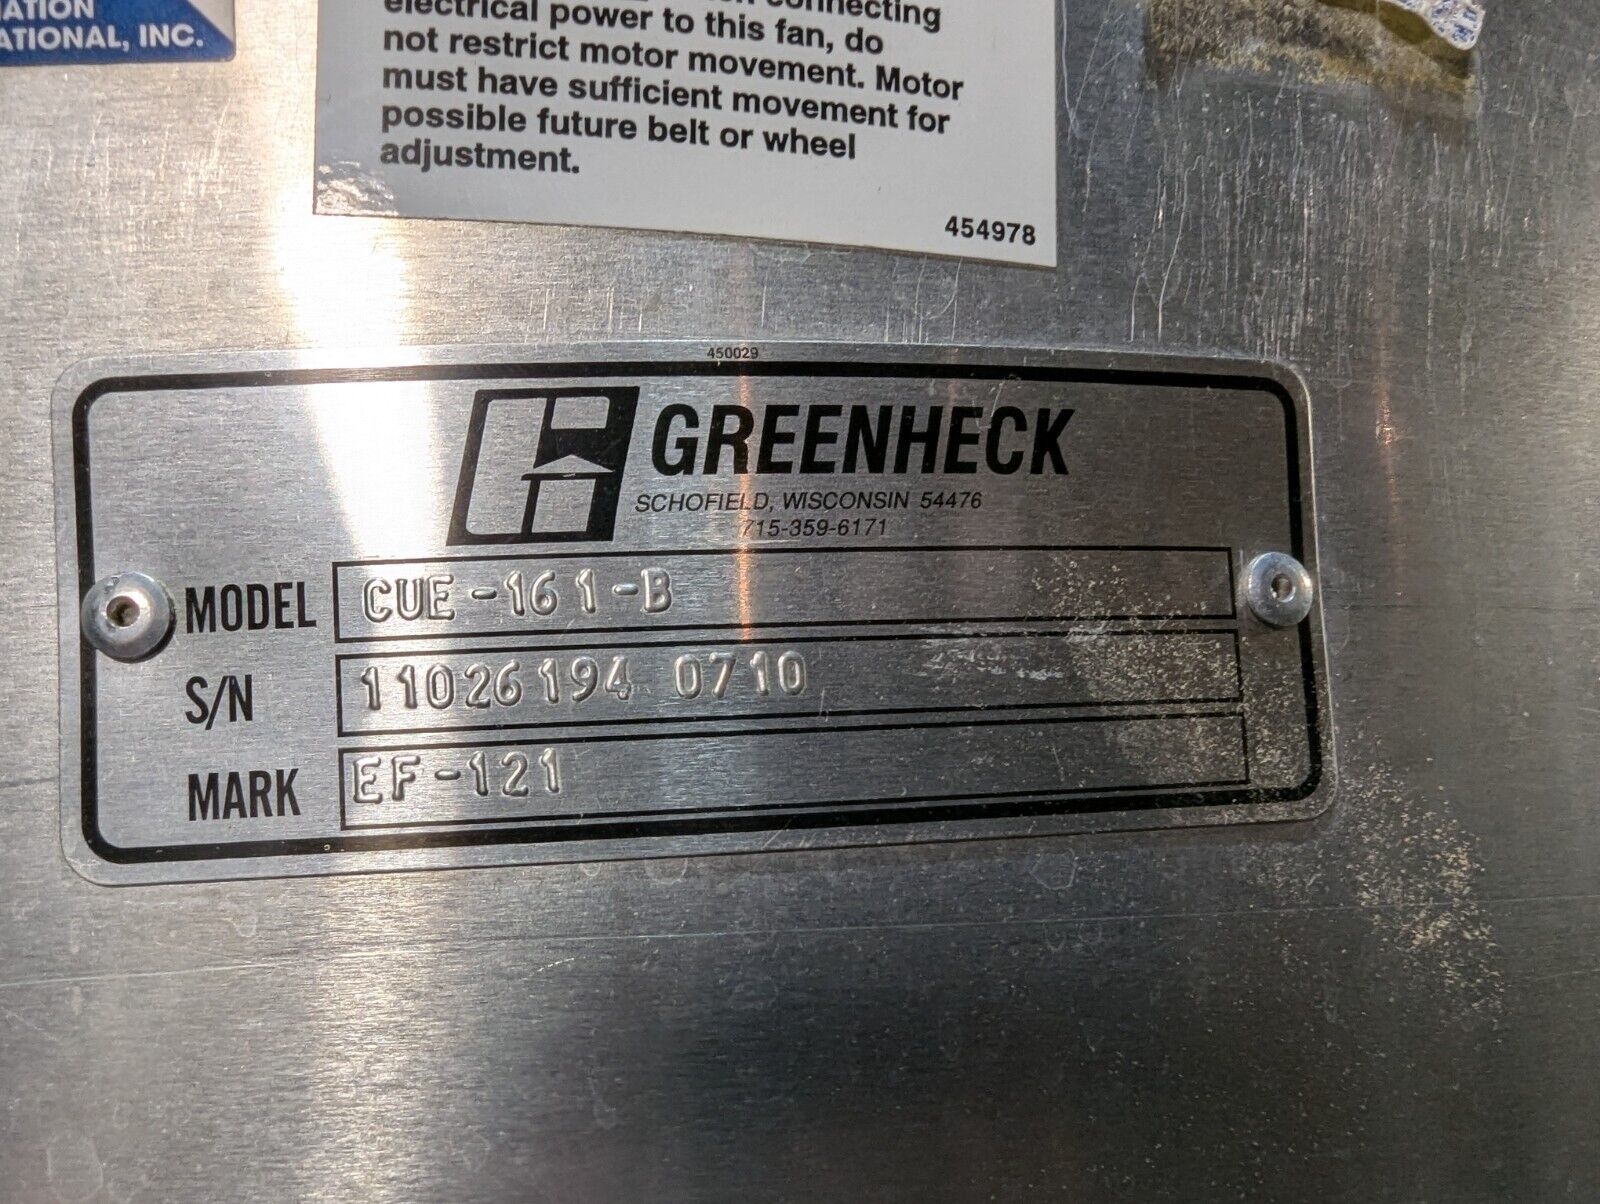 ATION
ATIONAL, INC.
connecting
electrical power to this fan, do
not restrict motor movement. Motor
must have sufficient movement for
possible future belt or wheel
adjustment.
454978
450029
GREENHECK
SCHOFIELD, WISCONSIN 54476
715-359-6171
MODEL CUE-161-B
S/N 11026194 0710
MARK EF-121